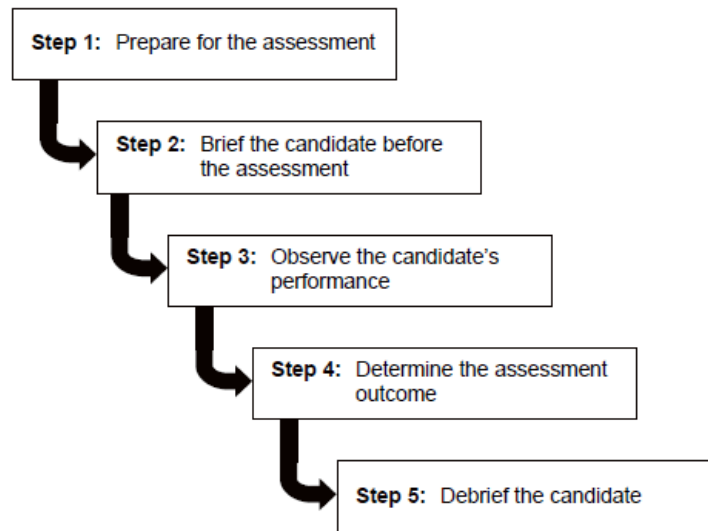 Step 1: Prepare for the assessment
Step 2: Brief the candidate before
the assessment
Step 3: Observe the candidate's
performance
Step 4: Determine the assessment
outcome
Step 5: Debrief the candidate